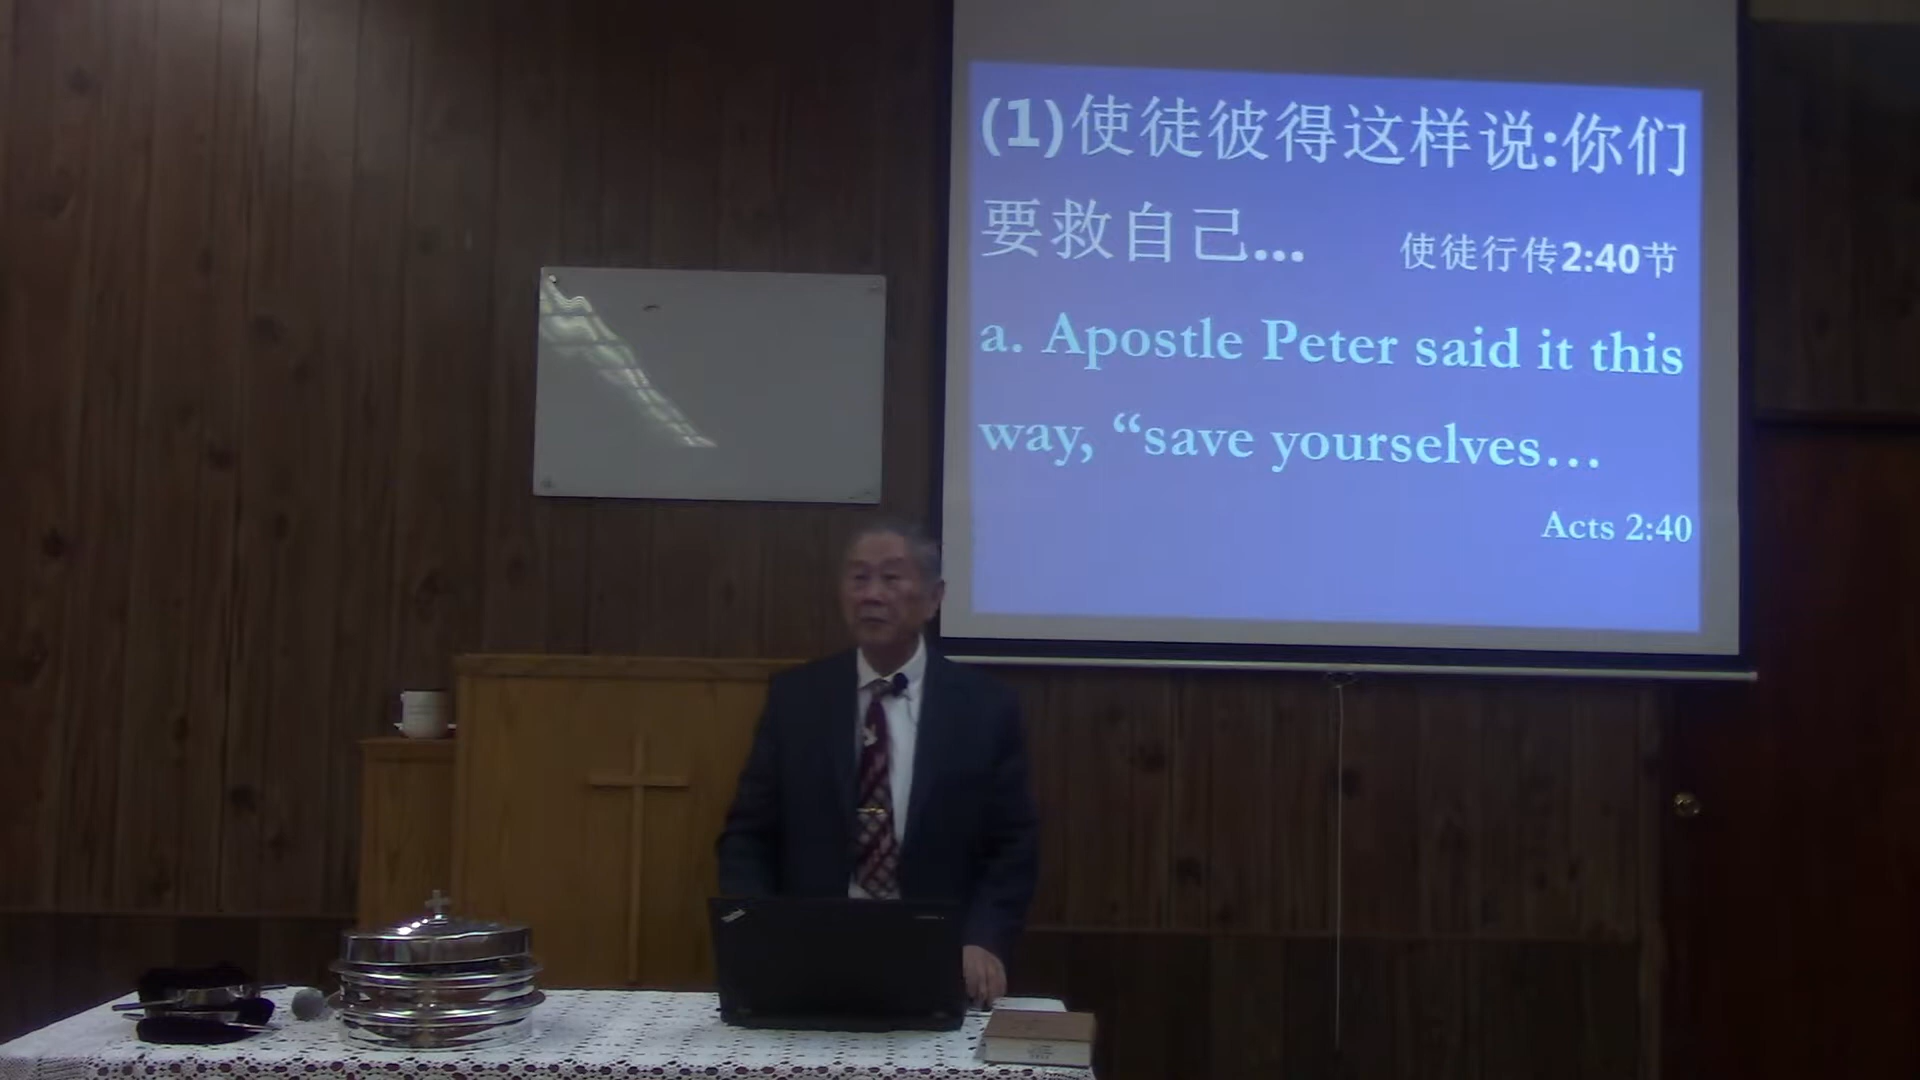 (1)使徒彼得这样说:你们
要救自己...
使徒行传2:40节
a. Apostle Peter said it this
way, “save yourselves…
Acts 2:40